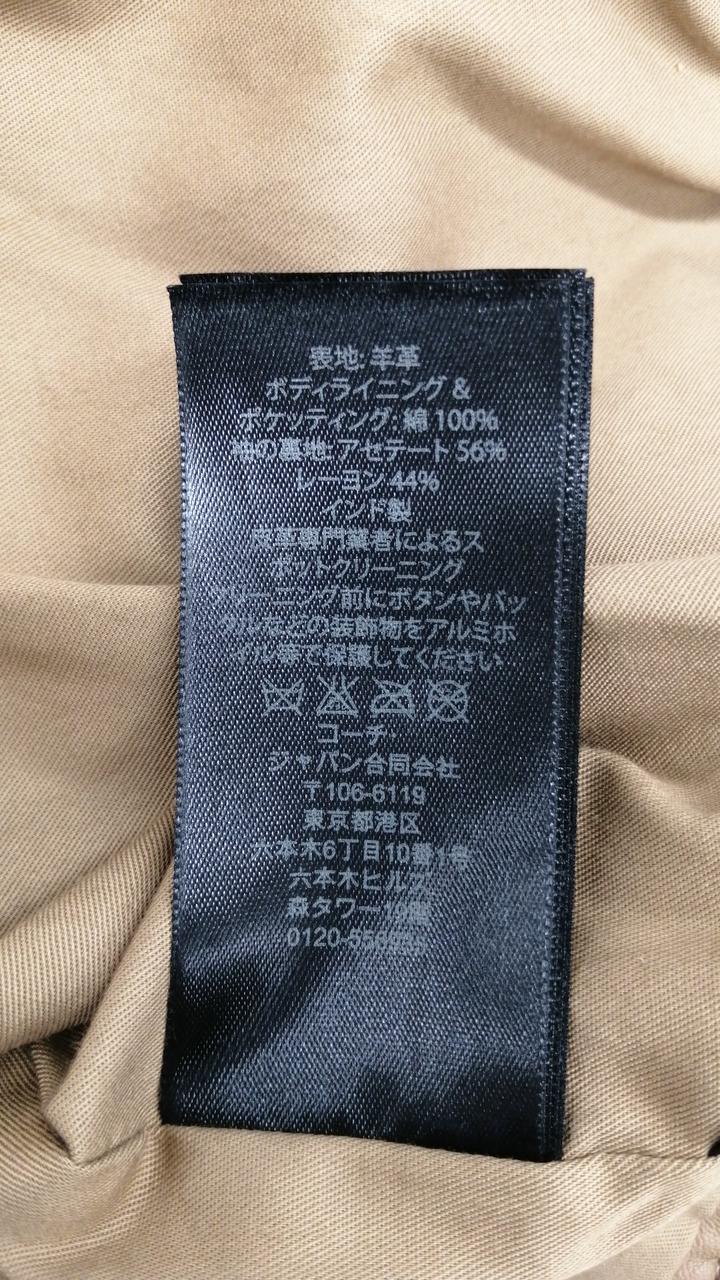 表地: 羊革
ボディライニング &
ポケッティング: 綿 100%
袖の裏地: アセテート 56%
レーヨン 44%
インド製
皮革専門業者によるス
ポットクリーニング
クリーニング前にボタンやバッ
クルなどの装飾物をアルミホ
イル等で保護してください
コーチ
ジャパン合同会社
〒106-6119
東京都港区
六本木6丁目10番1号
六本木ヒルズ
森タワー